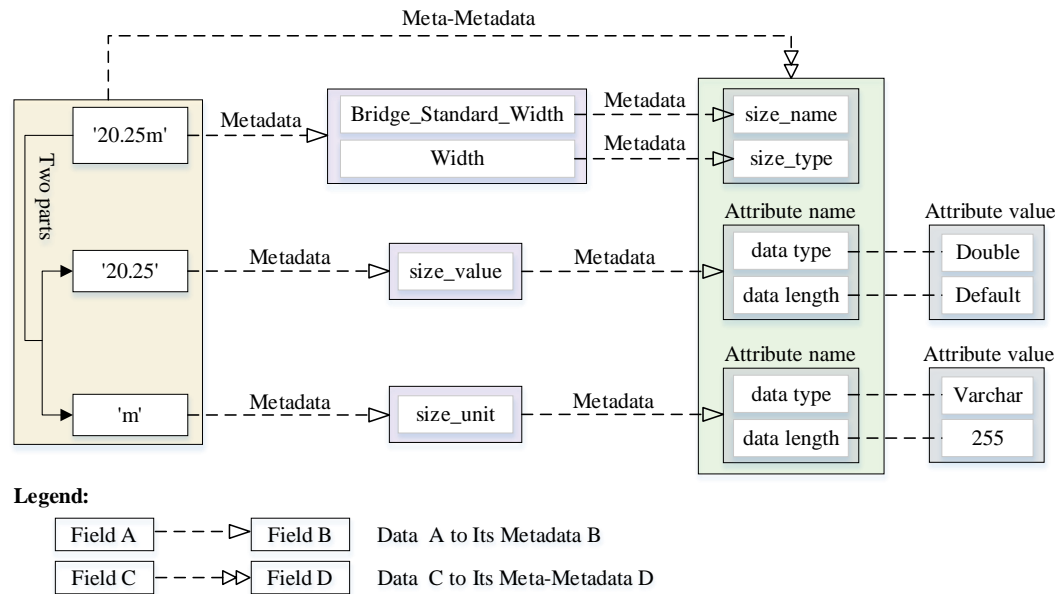 Meta-Metadata
'20.25m'
Metadata
Bridge_Standard_Width
Metadata
size_name
Width
Metadata
size_type
Two parts
Attribute name
Attribute value
'20.25'
Metadata
size_value
Metadata
data type
Double
data length
Default
Attribute name
Attribute value
'm'
Metadata
size_unit
Metadata
data type
Varchar
data length
255
Legend:
Field A
Field B
Data A to Its Metadata B
Field C
Field D
Data C to Its Meta-Metadata D